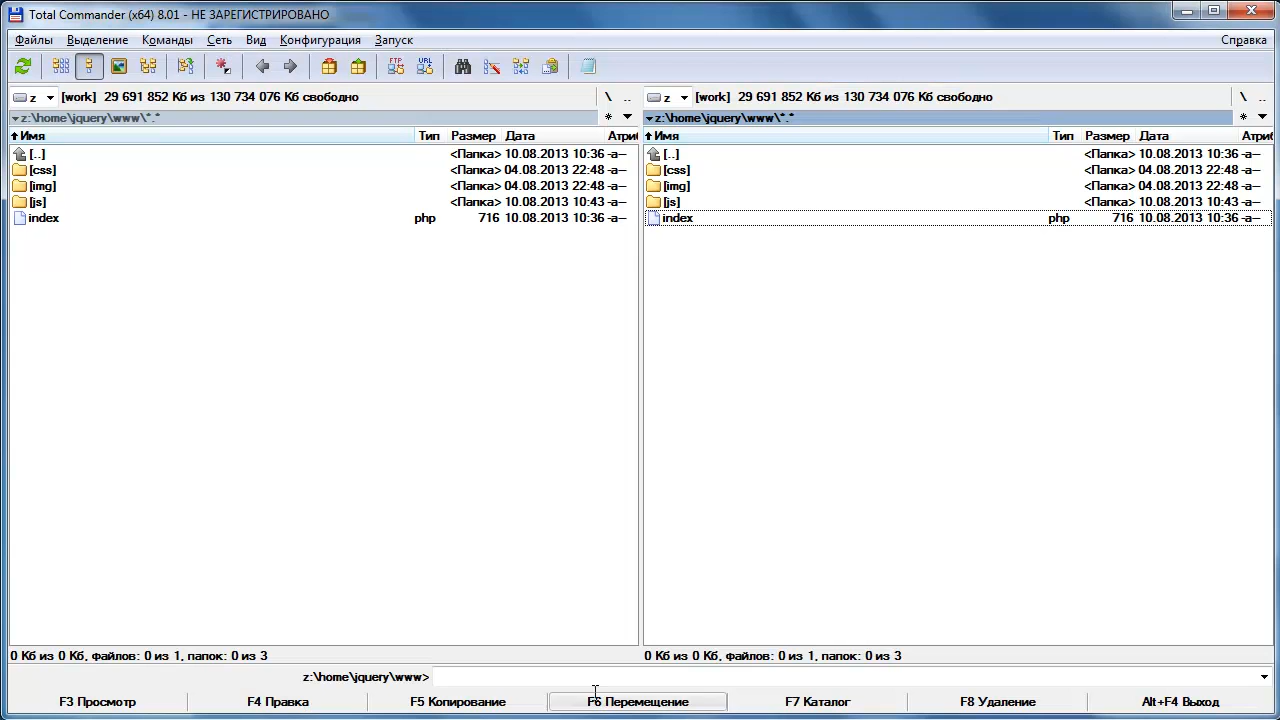 Total Commander (x64) 8.01 - НЕ ЗАРЕГИСТРИРОВАНО
Файлы Выделение Команды Сеть Вид Конфигурация Запуск Справка
FTP URL
z [work] 29 691 852 Кб из 130 734 076 Кб свободно \ ..
z:\home\jquery\www\*.* *
Имя Тип Размер Дата Атриб
[..] <Папка> 10.08.2013 10:36 -a--
[css] <Папка> 04.08.2013 22:48 -a--
[img] <Папка> 04.08.2013 22:48 -a--
[js] <Папка> 10.08.2013 10:43 -a--
index php 716 10.08.2013 10:36 -a--
0 Кб из 0 Кб, файлов: 0 из 1, папок: 0 из 3
z [work] 29 691 852 Кб из 130 734 076 Кб свободно \ ..
z:\home\jquery\www\*.* *
Имя Тип Размер Дата Атриб
[..] <Папка> 10.08.2013 10:36 -a--
[css] <Папка> 04.08.2013 22:48 -a--
[img] <Папка> 04.08.2013 22:48 -a--
[js] <Папка> 10.08.2013 10:43 -a--
index php 716 10.08.2013 10:36 -a--
0 Кб из 0 Кб, файлов: 0 из 1, папок: 0 из 3
z:\home\jquery\www>
F3 Просмотр F4 Правка F5 Копирование F6 Перемещение F7 Каталог F8 Удаление Alt+F4 Выход